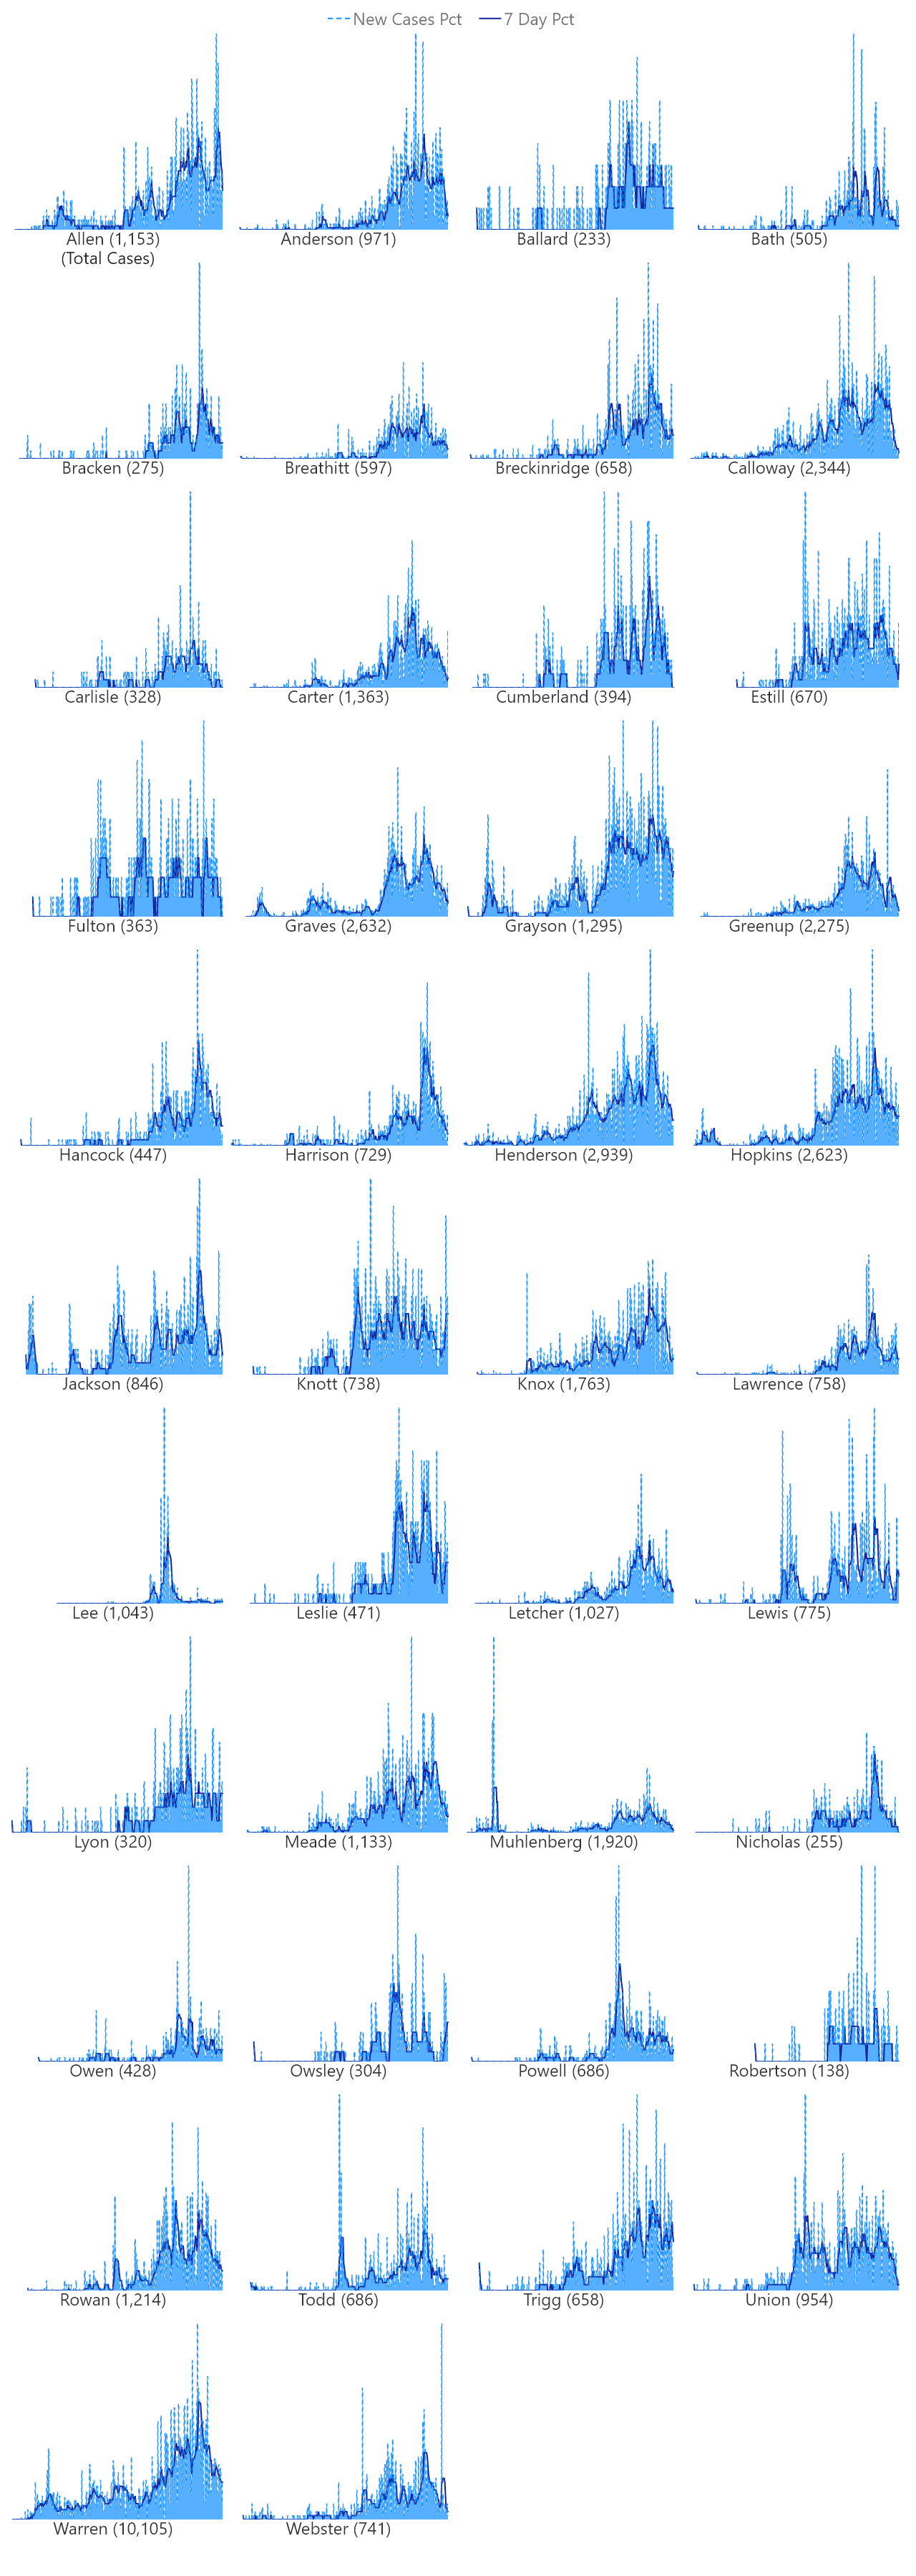 New Cases Pct 7 Day Pct
Allen (1,153) Anderson (971) Ballard (233) Bath (505)
(Total Cases)
Bracken (275) Breathitt (597) Breckinridge (658) Calloway (2,344)
Carlisle (328) Carter (1,363) Cumberland (394) Estill (670)
Fulton (363) Graves (2,632) Grayson (1,295) Greenup (2,275)
Hancock (447) Harrison (729) Henderson (2,939) Hopkins (2,623)
Jackson (846) Knott (738) Knox (1,763) Lawrence (758)
Lee (1,043) Leslie (471) Letcher (1,027) Lewis (775)
Lyon (320) Meade (1,133) Muhlenberg (1,920) Nicholas (255)
Owen (428) Owsley (304) Powell (686) Robertson (138)
Rowan (1,214) Todd (686) Trigg (658) Union (954)
Warren (10,105) Webster (741)